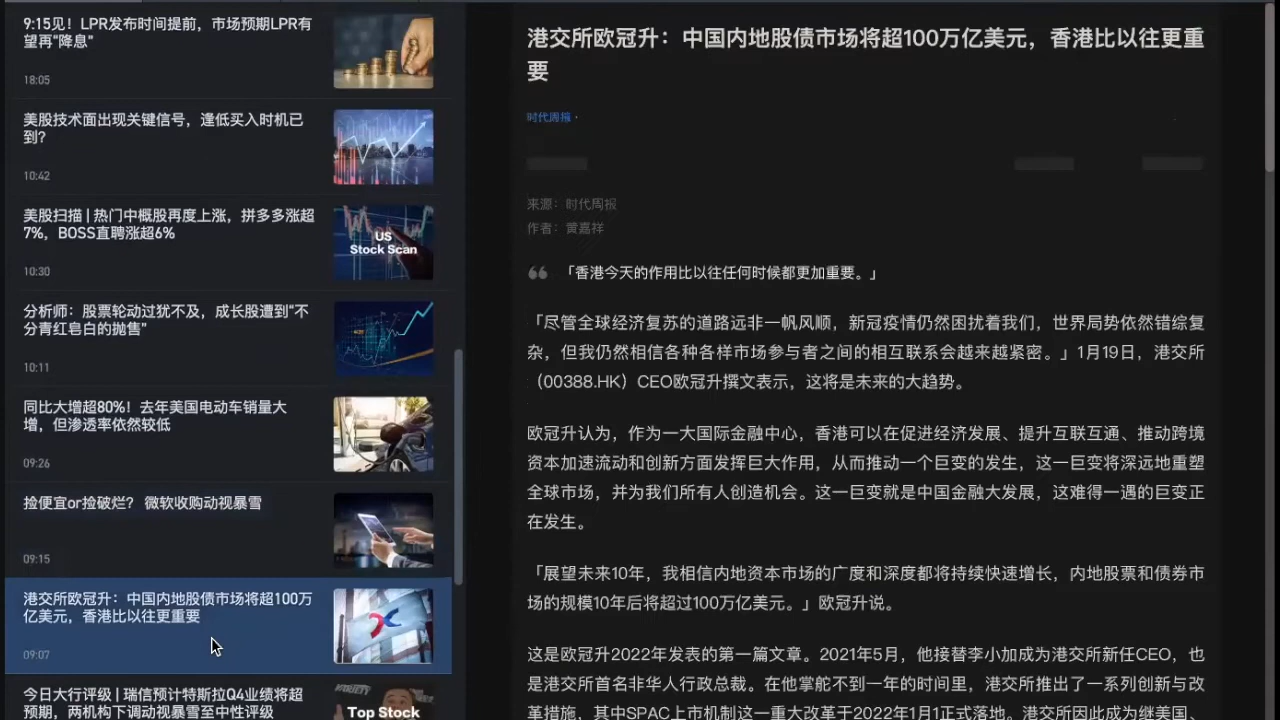 9:15见！LPR发布时间提前，市场预期LPR有
望再“降息”
18:05
美股技术面出现关键信号，逢低买入时机已
到？
10:42
美股扫描 | 热门中概股再度上涨，拼多多涨超
7%，BOSS直聘涨超6%
10:30
US
Stock Scan
分析师：股票轮动过犹不及，成长股遭到“不
分青红皂白的抛售”
10:11
同比大增超80%！去年美国电动车销量大
增，但渗透率依然较低
09:26
捡便宜or捡破烂？ 微软收购动视暴雪
09:15
港交所欧冠升：中国内地股债市场将超100万
亿美元，香港比以往更重要
09:07
今日大行评级 | 瑞信预计特斯拉Q4业绩将超
预期，两机构下调动视暴雪至中性评级
Top Stock
港交所欧冠升：中国内地股债市场将超100万亿美元，香港比以往更重
要
时代周报 ·
来源：时代周报
作者：黄嘉祥
「香港今天的作用比以往任何时候都更加重要。」
「尽管全球经济复苏的道路远非一帆风顺，新冠疫情仍然困扰着我们，世界局势依然错综复
杂，但我仍然相信各种各样市场参与者之间的相互联系会越来越紧密。」1月19日，港交所
（00388.HK）CEO欧冠升撰文表示，这将是未来的大趋势。
欧冠升认为，作为一大国际金融中心，香港可以在促进经济发展、提升互联互通、推动跨境
资本加速流动和创新方面发挥巨大作用，从而推动一个巨变的发生，这一巨变将深远地重塑
全球市场，并为我们所有人创造机会。这一巨变就是中国金融大发展，这难得一遇的巨变正
在发生。
「展望未来10年，我相信内地资本市场的广度和深度都将持续快速增长，内地股票和债券市
场的规模10年后将超过100万亿美元。」欧冠升说。
这是欧冠升2022年发表的第一篇文章。2021年5月，他接替李小加成为港交所新任CEO，也
是港交所首名非华人行政总裁。在他掌舵不到一年的时间里，港交所推出了一系列创新与改
革措施，其中SPAC上市机制这一重大改革于2022年1月1正式落地。港交所因此成为继美国、